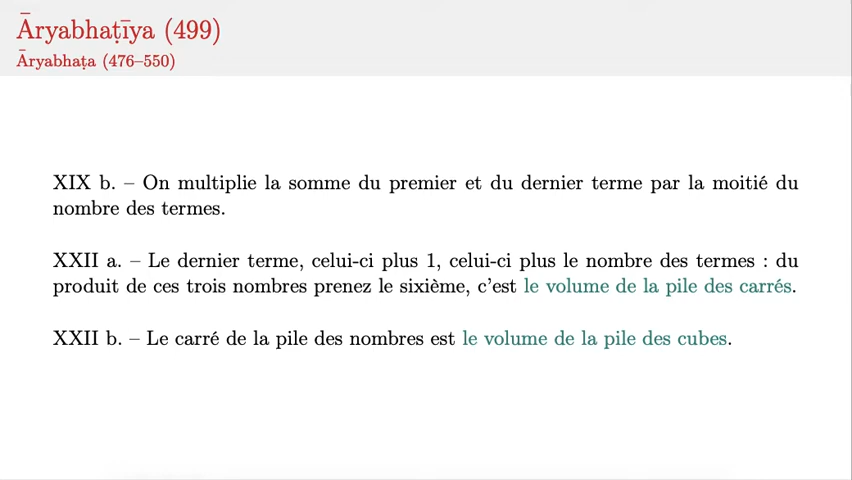 Āryabhaṭīya (499)
Āryabhaṭa (476–550)
XIX b. – On multiplie la somme du premier et du dernier terme par la moitié du
nombre des termes.
XXII a. – Le dernier terme, celui-ci plus 1, celui-ci plus le nombre des termes : du
produit de ces trois nombres prenez le sixième, c'est le volume de la pile des carrés.
XXII b. – Le carré de la pile des nombres est le volume de la pile des cubes.